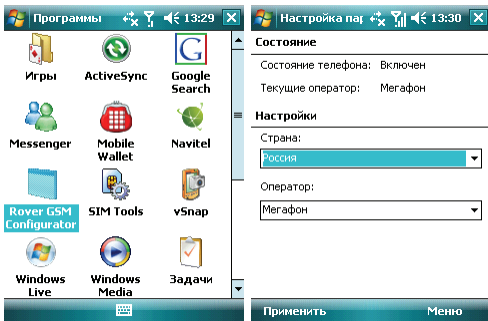 Программы 13:29
Игры ActiveSync Google Search
Messenger Mobile Wallet Navitel
Rover GSM Configurator SIM Tools vSnap
Windows Live Windows Media Задачи
Настройка пар 13:30
Состояние
Состояние телефона: Включен
Текущие оператор: Мегафон
Настройки
Страна:
Россия
Оператор:
Мегафон
Применить Меню